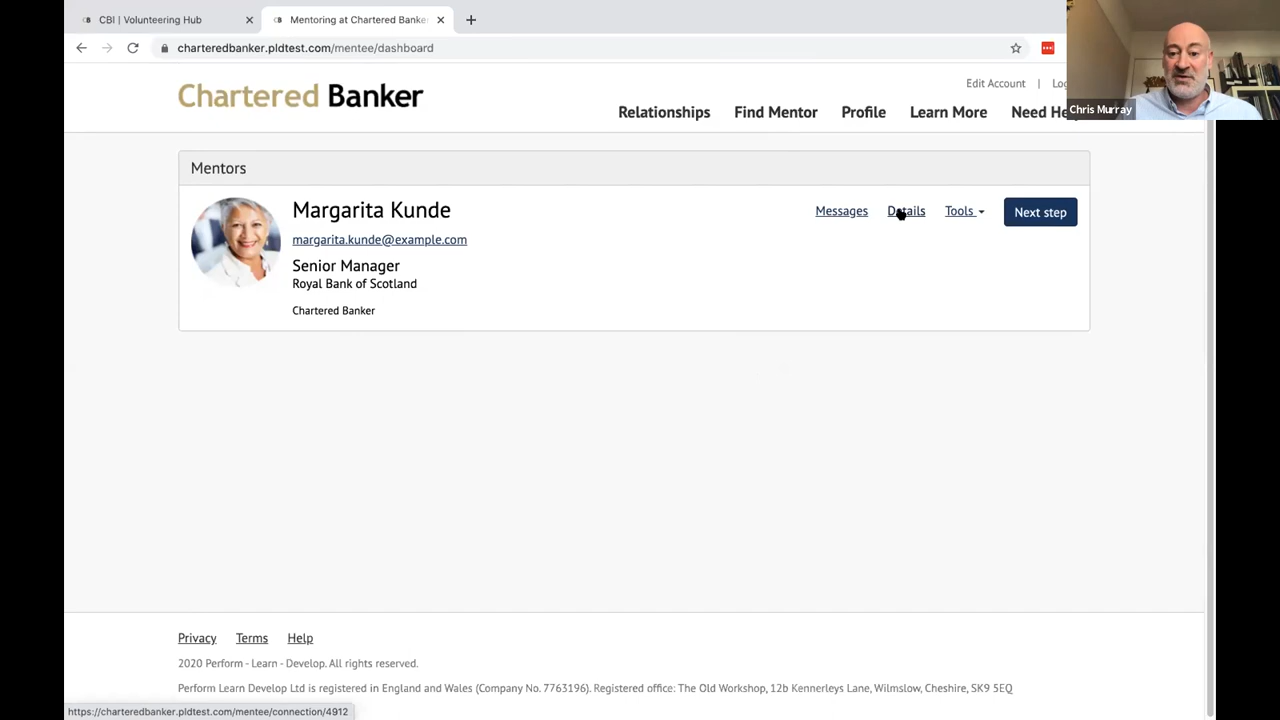 CBI | Volunteering Hub
Mentoring at Chartered Banker
charteredbanker.pldtest.com/mentee/dashboard
Edit Account | Log
Chris Murray
Chartered Banker
Relationships Find Mentor Profile Learn More Need He
Mentors
Margarita Kunde
Messages Details Tools Next step
margarita.kunde@example.com
Senior Manager
Royal Bank of Scotland
Chartered Banker
Privacy Terms Help
2020 Perform - Learn - Develop. All rights reserved.
Perform Learn Develop Ltd is registered in England and Wales (Company No. 7763196). Registered office: The Old Workshop, 12b Kennerleys Lane, Wilmslow, Cheshire, SK9 5EQ
https://charteredbanker.pldtest.com/mentee/connection/4912